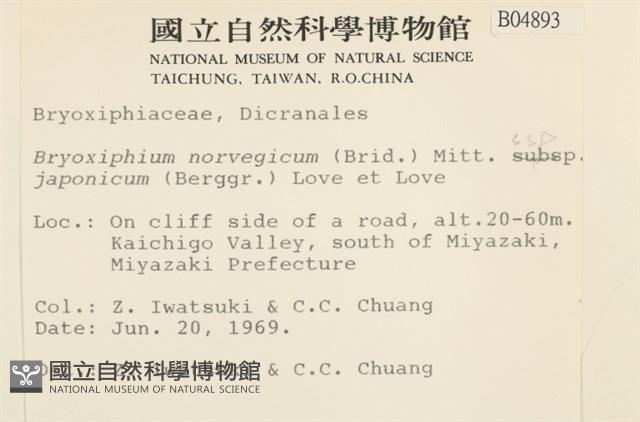 國立自然科學博物館
B04893
NATIONAL MUSEUM OF NATURAL SCIENCE
TAICHUNG, TAIWAN, R.O.CHINA
Bryoxiphiaceae, Dicranales
ssp
Bryoxiphium norvegicum (Brid.) Mitt. subsp.
japonicum (Berggr.) Love et Love
Loc.: On cliff side of a road, alt.20-60m.
Kaichigo Valley, south of Miyazaki,
Miyazaki Prefecture
Col.: Z. Iwatsuki & C.C. Chuang
Date: Jun. 20, 1969.
& C.C. Chuang
國立自然科學博物館
NATIONAL MUSEUM OF NATURAL SCIENCE